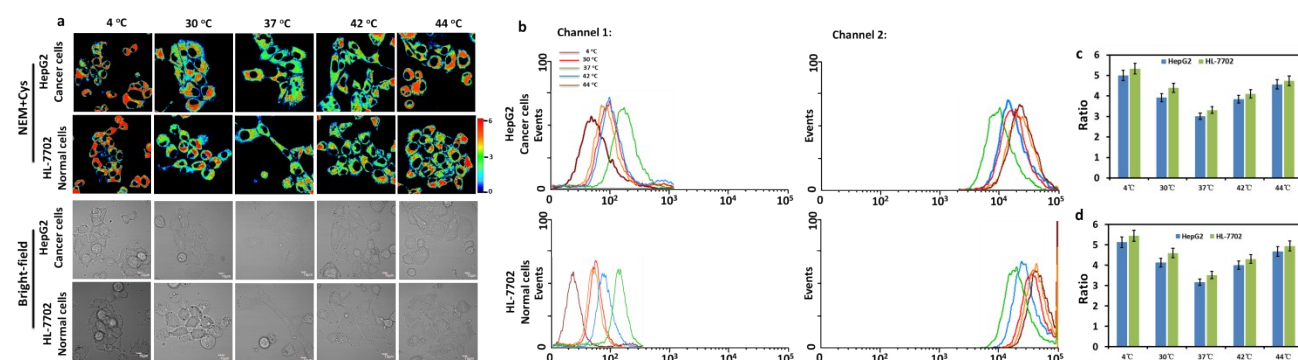 a
4 °C 30 °C 37 °C 42 °C 44 °C
NEM+Cys
HepG2
Cancer cells
HL-7702
Normal cells
6
3
0
Bright-field
HepG2
Cancer cells
HL-7702
Normal cells
b
Channel 1:
4 °C
30 °C
37 °C
42 °C
44 °C
HepG2
Cancer cells
Events
100
0
0 10² 10³ 10⁴ 10⁵
Channel 2:
Events
100
0
0 10² 10³ 10⁴ 10⁵
HL-7702
Normal cells
Events
100
0
0 10² 10³ 10⁴ 10⁵
Events
100
0
0 10² 10³ 10⁴ 10⁵
c
HepG2 HL-7702
Ratio
6
5
4
3
2
1
0
4℃ 30℃ 37℃ 42℃ 44℃
d
HepG2 HL-7702
Ratio
6
5
4
3
2
1
0
4℃ 30℃ 37℃ 42℃ 44℃